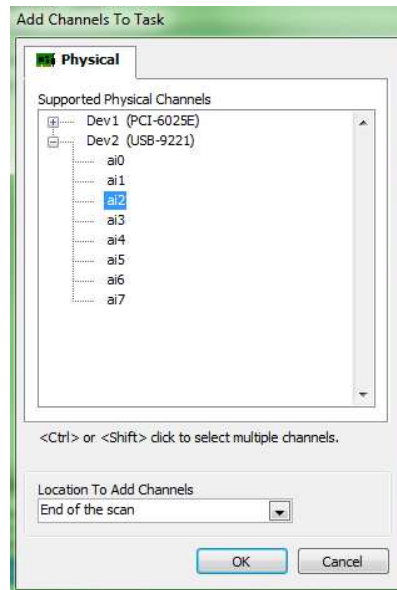 Add Channels To Task
Physical
Supported Physical Channels
Dev1 (PCI-6025E)
Dev2 (USB-9221)
ai0
ai1
ai2
ai3
ai4
ai5
ai6
ai7
<Ctrl> or <Shift> click to select multiple channels.
Location To Add Channels
End of the scan
OK Cancel